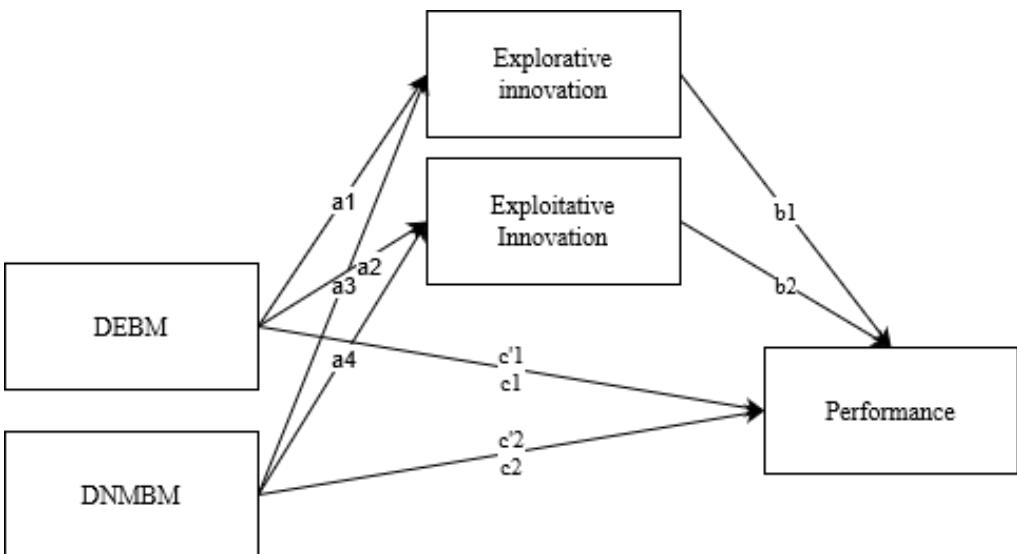 Explorative
innovation
Exploitative
Innovation
a1
b1
a2
a3
b2
DEBM
a4
c'1
c1
Performance
c'2
c2
DNMBM